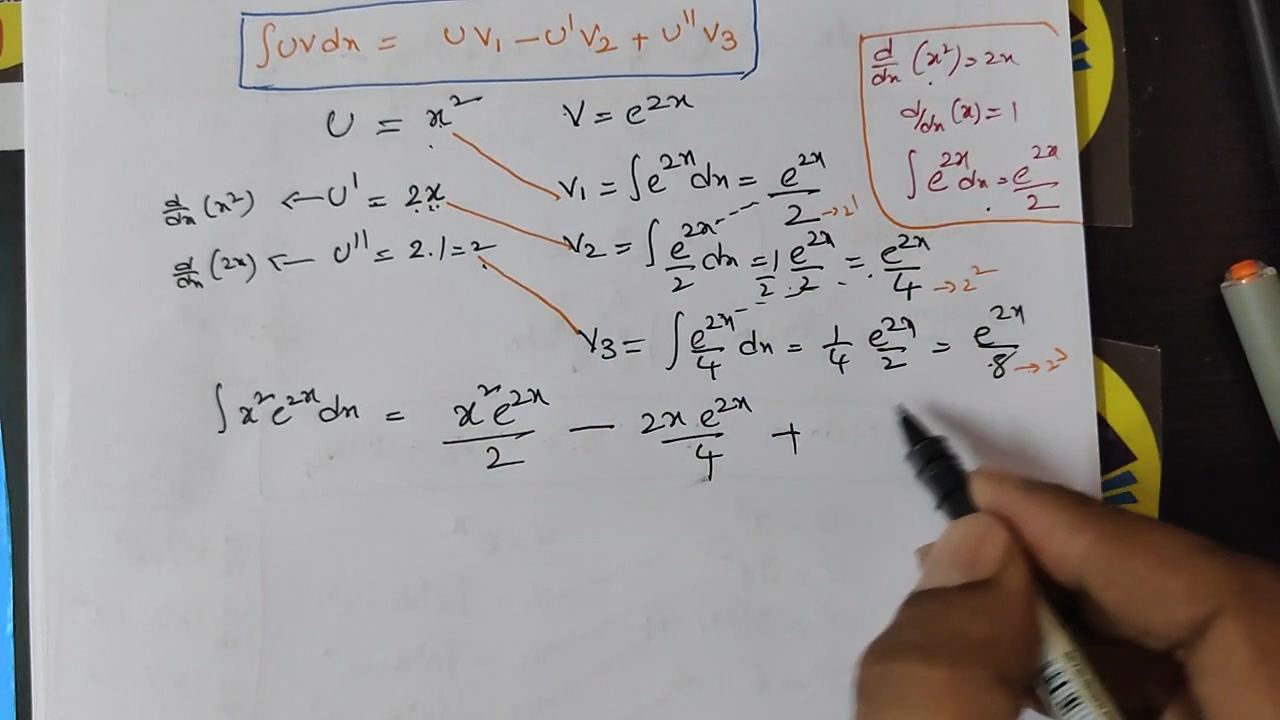 ∫UVdx = UV₁ − U'V₂ + U''V₃
d/dx (x²) = 2x
d/dx (x) = 1
∫e^{2x}dx = e^{2x}/2
U = x² V = e^{2x}
d/dx (x²) ← U' = 2x V₁ = ∫e^{2x}dx = e^{2x}/2 → 2¹
d/dx (2x) ← U'' = 2.1 = 2 V₂ = ∫e^{2x}/2 dx = 1/2 e^{2x}/2 = e^{2x}/4 → 2²
V₃ = ∫e^{2x}/4 dx = 1/4 e^{2x}/2 = e^{2x}/8 → 2³
∫x²e^{2x}dx = x²e^{2x}/2 − 2x e^{2x}/4 +